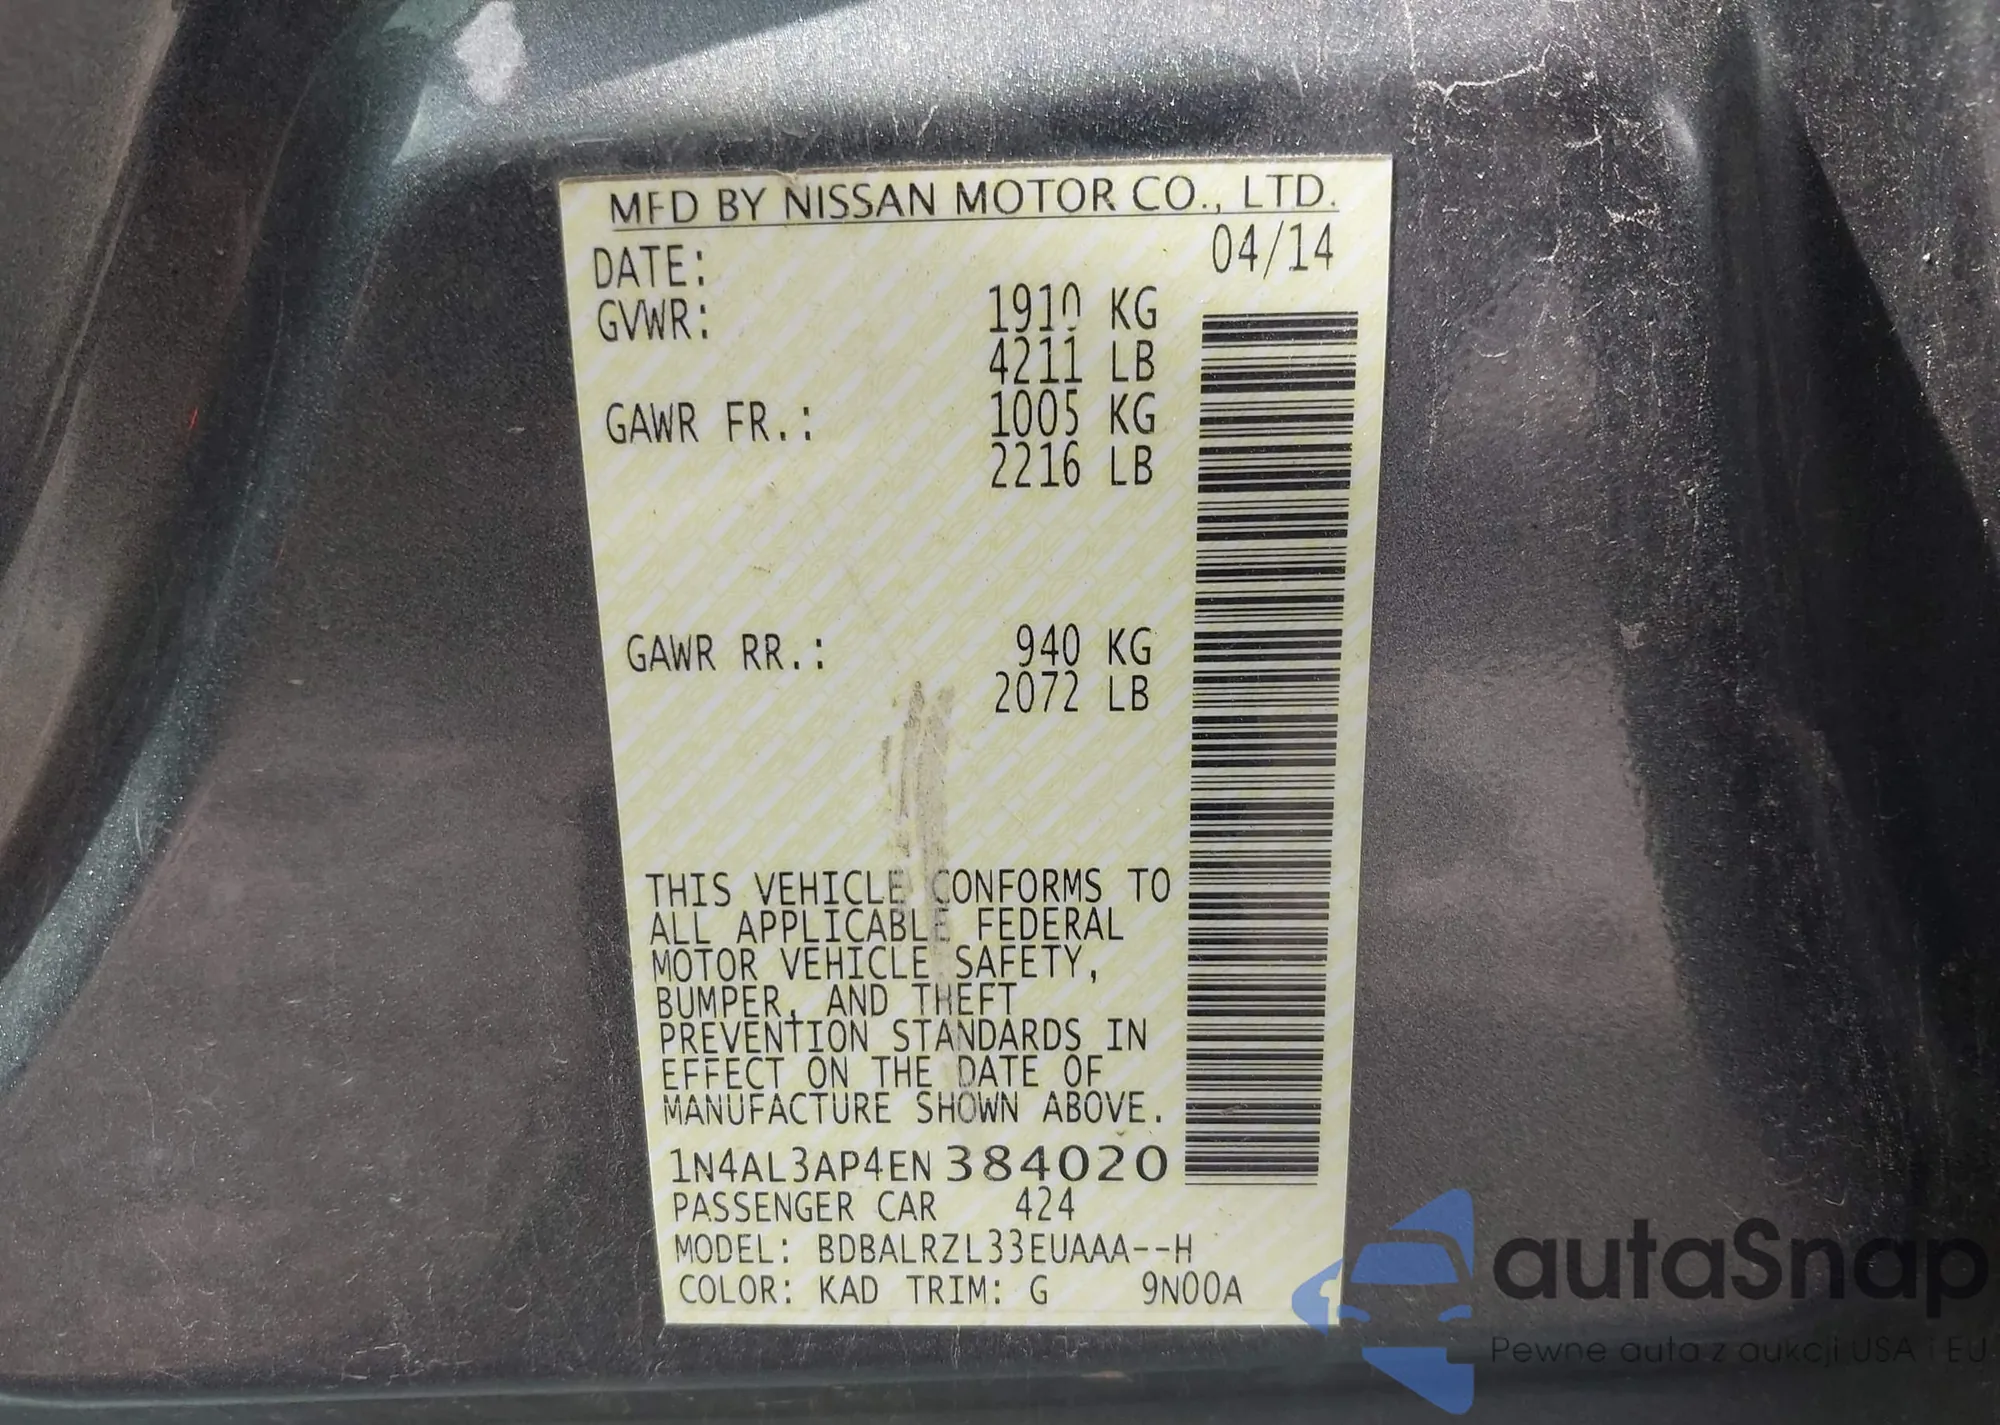 MFD BY NISSAN MOTOR CO., LTD.
DATE: 04/14
GVWR: 1910 KG
4211 LB
GAWR FR.: 1005 KG
2216 LB
GAWR RR.: 940 KG
2072 LB
THIS VEHICLE CONFORMS TO
ALL APPLICABLE FEDERAL
MOTOR VEHICLE SAFETY,
BUMPER, AND THEFT
PREVENTION STANDARDS IN
EFFECT ON THE DATE OF
MANUFACTURE SHOWN ABOVE.
1N4AL3AP4EN384020
PASSENGER CAR 424
MODEL: BDBALRZL33EUAAA--H
COLOR: KAD TRIM: G 9N00A
autaSnap
Pewne auta z aukcji USA i EU